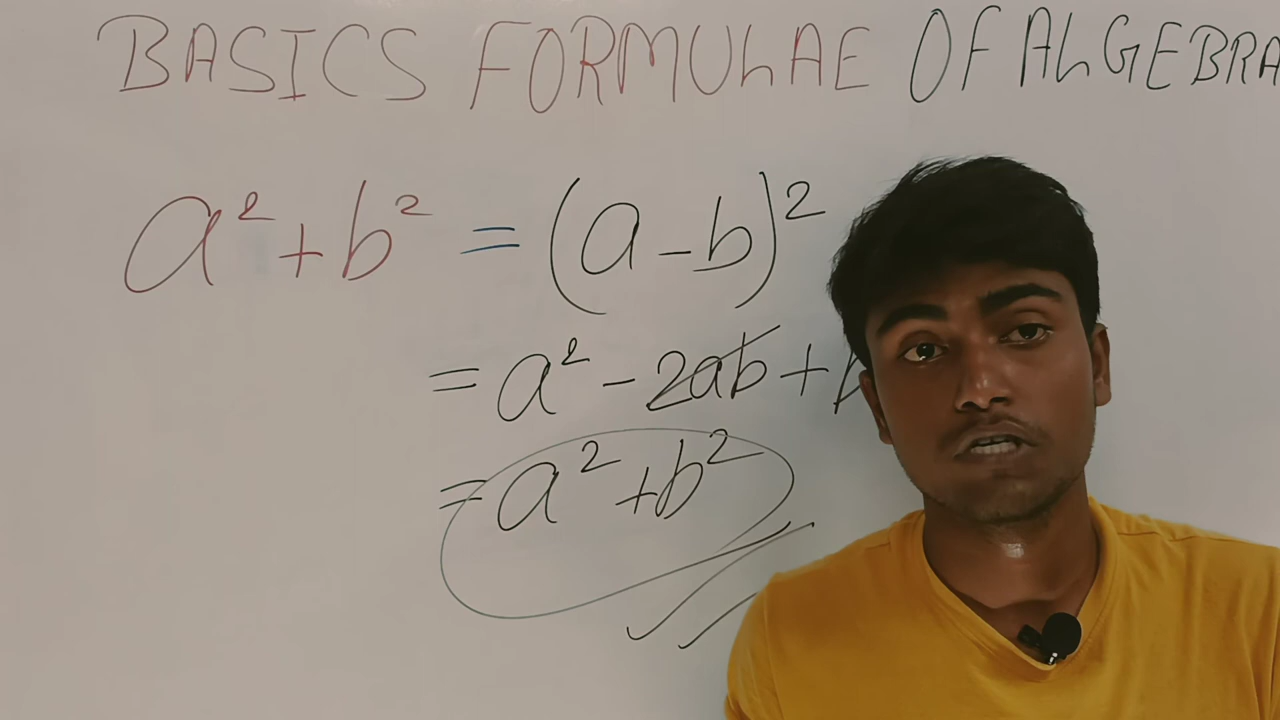 BASICS FORMULAE OF ALGEBRA
a² + b² = (a - b)²
= a² - 2ab +
= a² + b²